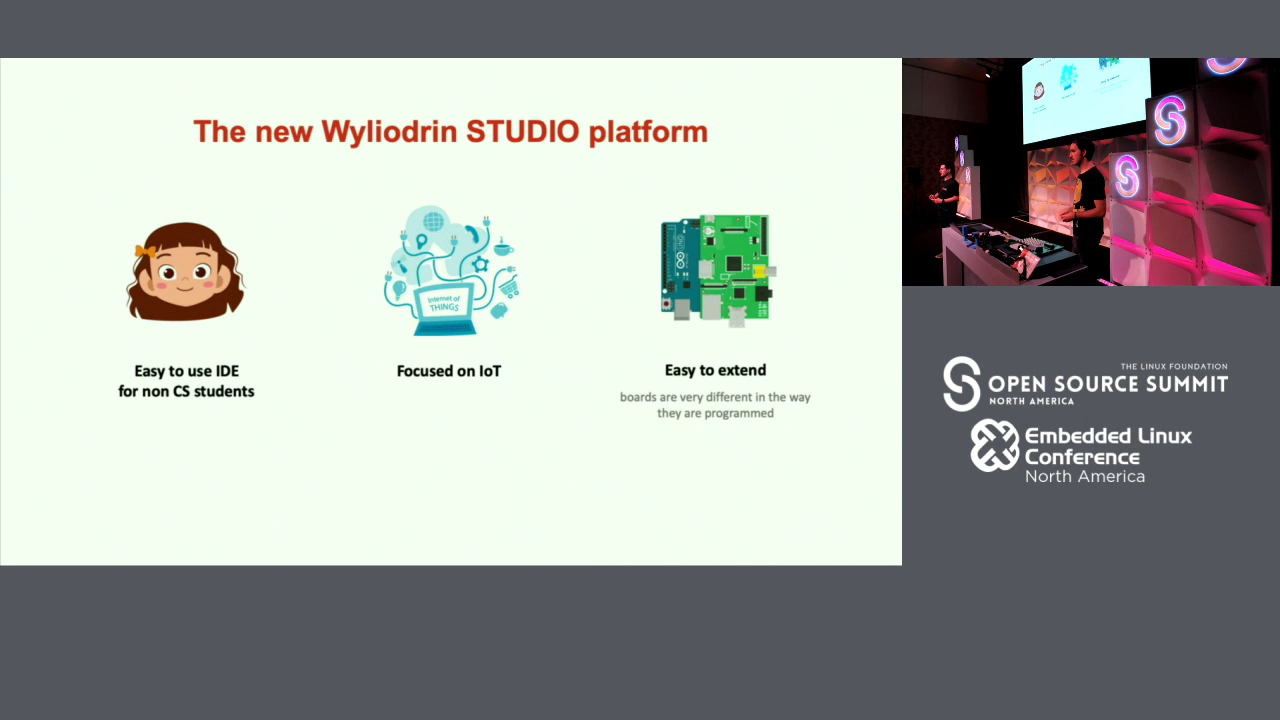 The new Wyliodrin STUDIO platform
Internet of
THINGS
Easy to use IDE
for non CS students
Focused on IoT
Easy to extend
boards are very different in the way
they are programmed
THE LINUX FOUNDATION
OPEN SOURCE SUMMIT
NORTH AMERICA
Embedded Linux
Conference
North America